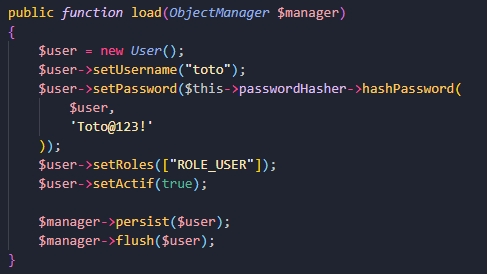 public function load(ObjectManager $manager)
{
    $user = new User();
    $user->setUsername("toto");
    $user->setPassword($this->passwordHasher->hashPassword(
        $user,
        'Toto@123!'
    ));
    $user->setRoles(["ROLE_USER"]);
    $user->setActif(true);

    $manager->persist($user);
    $manager->flush($user);
}